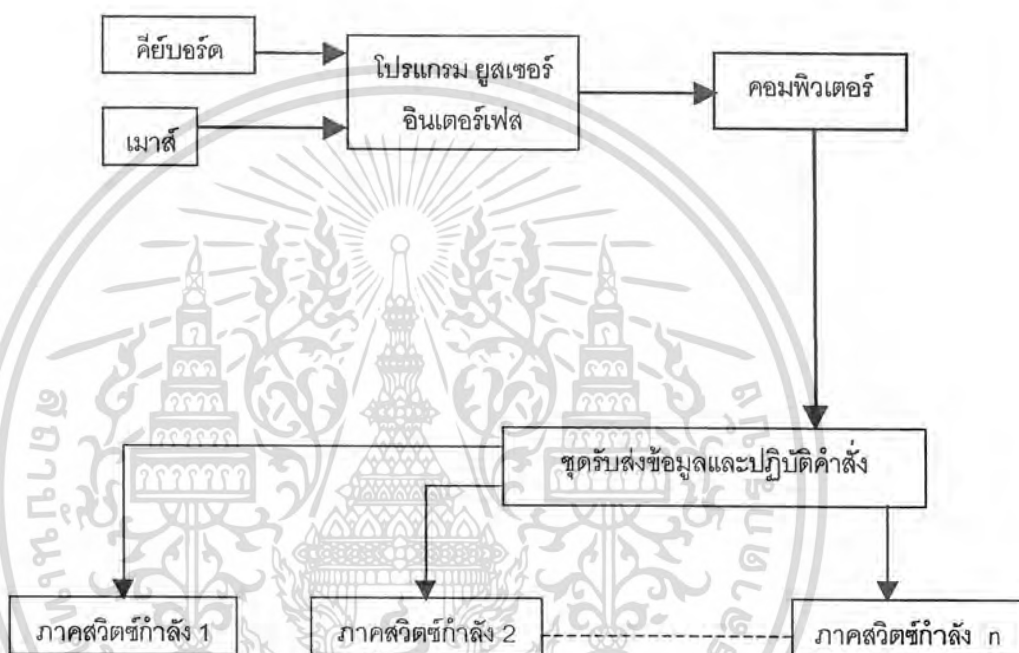 คีย์บอร์ด
เมาส์
โปรแกรม ยูสเซอร์
อินเตอร์เฟส
คอมพิวเตอร์
ชุดรับส่งข้อมูลและปฏิบัติคำสั่ง
ภาคสวิตซ์กำลัง 1
ภาคสวิตซ์กำลัง 2
ภาคสวิตซ์กำลัง n